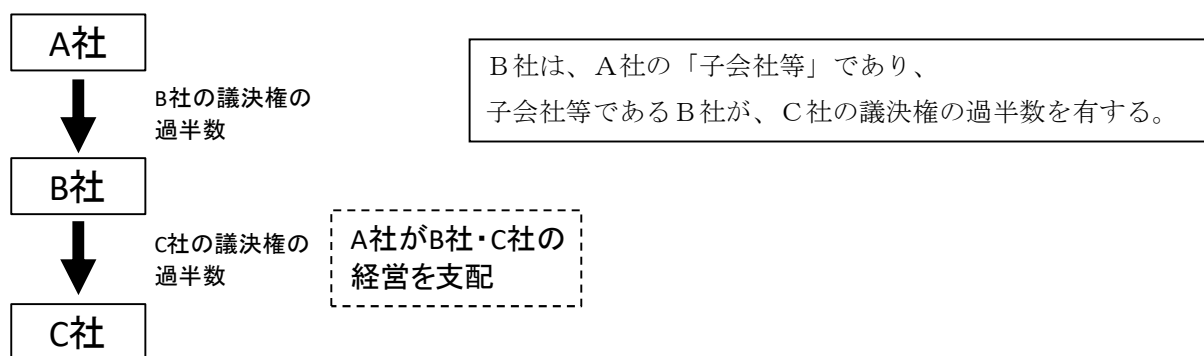 A社
B社の議決権の
過半数
B社は、A社の「子会社等」であり、
子会社等であるB社が、C社の議決権の過半数を有する。
B社
C社の議決権の
過半数
A社がB社・C社の
経営を支配
C社